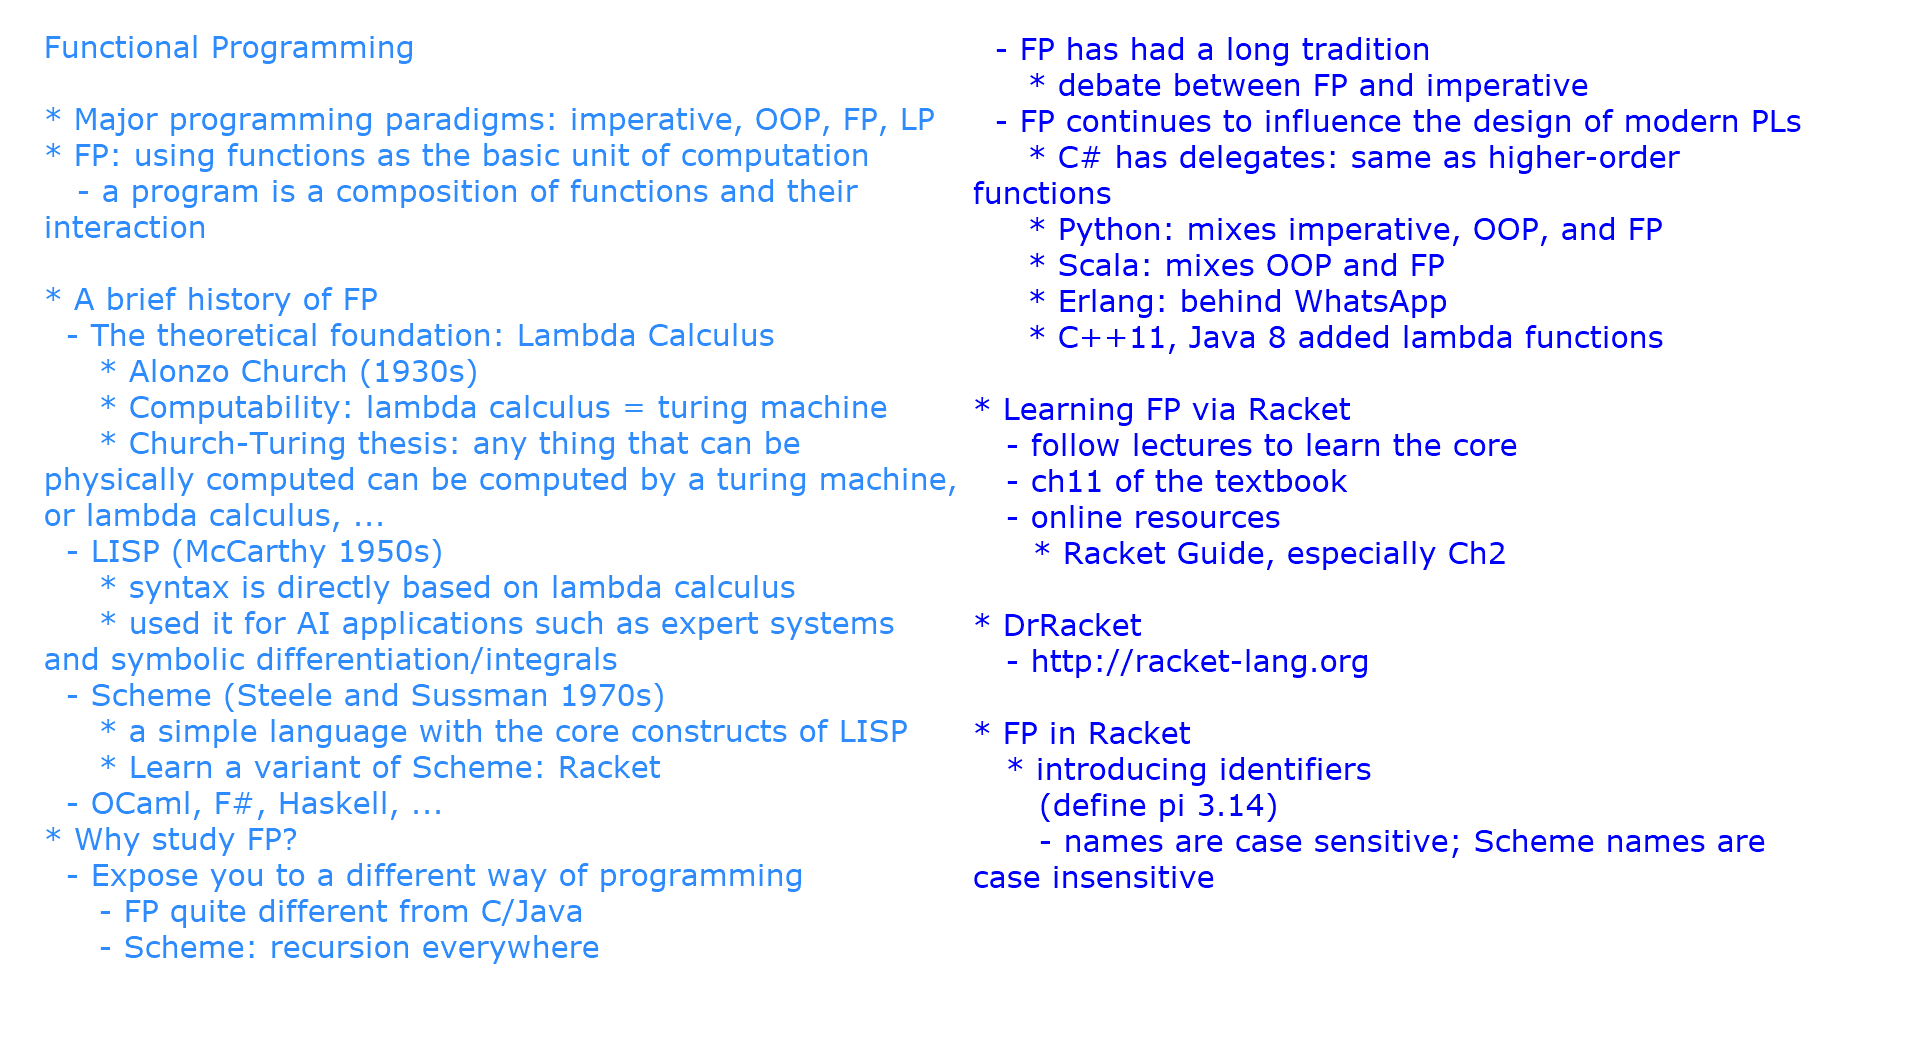 Functional Programming
* Major programming paradigms: imperative, OOP, FP, LP
* FP: using functions as the basic unit of computation
- a program is a composition of functions and their
interaction
* A brief history of FP
- The theoretical foundation: Lambda Calculus
* Alonzo Church (1930s)
* Computability: lambda calculus = turing machine
* Church-Turing thesis: any thing that can be
physically computed can be computed by a turing machine,
or lambda calculus, ...
- LISP (McCarthy 1950s)
* syntax is directly based on lambda calculus
* used it for AI applications such as expert systems
and symbolic differentiation/integrals
- Scheme (Steele and Sussman 1970s)
* a simple language with the core constructs of LISP
* Learn a variant of Scheme: Racket
- OCaml, F#, Haskell, ...
* Why study FP?
- Expose you to a different way of programming
- FP quite different from C/Java
- Scheme: recursion everywhere
- FP has had a long tradition
* debate between FP and imperative
- FP continues to influence the design of modern PLs
* C# has delegates: same as higher-order
functions
* Python: mixes imperative, OOP, and FP
* Scala: mixes OOP and FP
* Erlang: behind WhatsApp
* C++11, Java 8 added lambda functions
* Learning FP via Racket
- follow lectures to learn the core
- ch11 of the textbook
- online resources
* Racket Guide, especially Ch2
* DrRacket
- http://racket-lang.org
* FP in Racket
* introducing identifiers
(define pi 3.14)
- names are case sensitive; Scheme names are
case insensitive